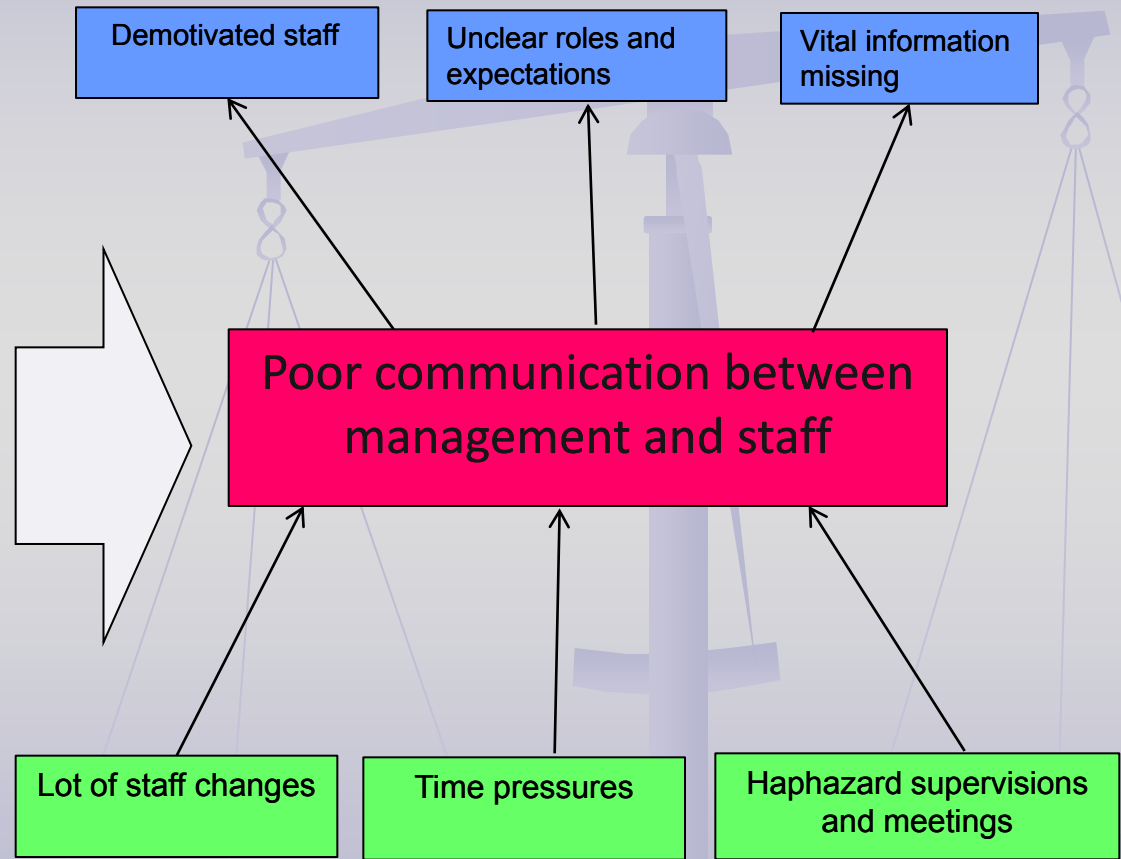 Demotivated staff
Unclear roles and
expectations
Vital information
missing
Poor communication between
management and staff
Lot of staff changes
Time pressures
Haphazard supervisions
and meetings